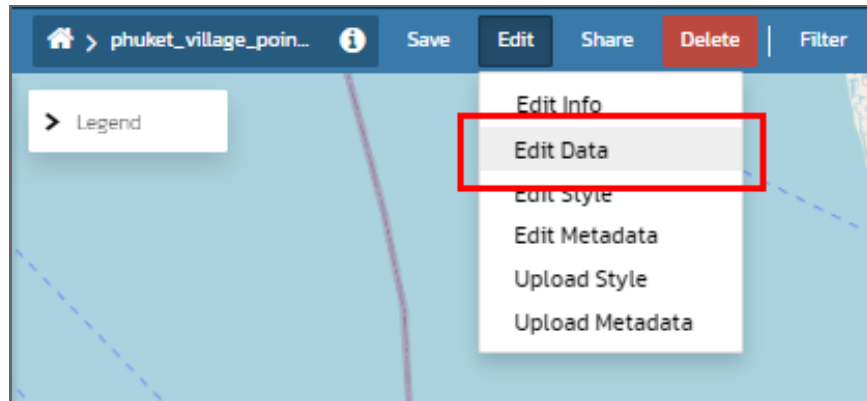 > phuket_village_poin... Save Edit Share Delete | Filter
> Legend
Edit Info
Edit Data
Edit Style
Edit Metadata
Upload Style
Upload Metadata